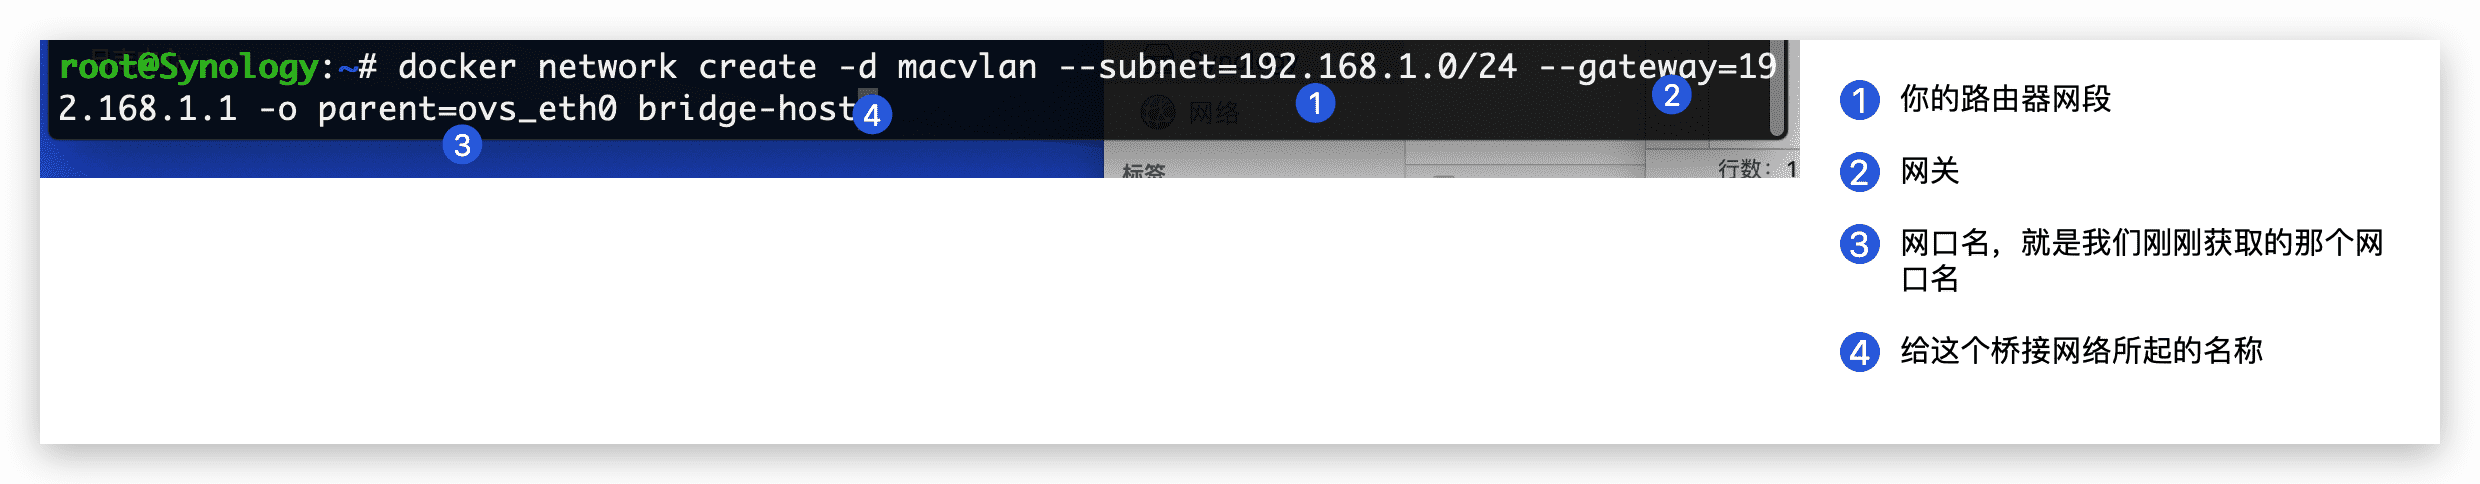 root@Synology:~# docker network create -d macvlan --subnet=192.168.1.0/24 --gateway=19
2.168.1.1 -o parent=ovs_eth0 bridge-host
1
2
3
4
网络
标签
行数: 1
1 你的路由器网段
2 网关
3 网口名，就是我们刚刚获取的那个网
口名
4 给这个桥接网络所起的名称